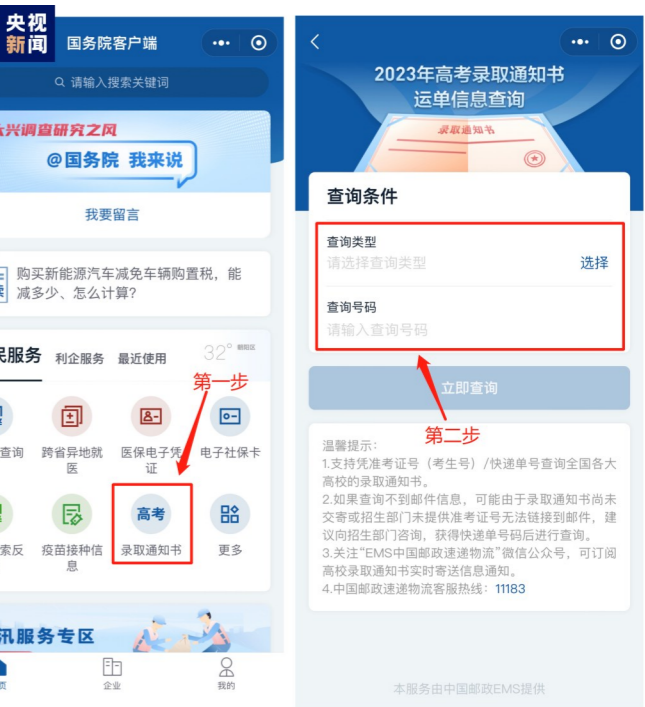 央视
新闻
国务院客户端
请输入搜索关键词
大兴调查研究之风
@国务院 我来说
我要留言
购买新能源汽车减免车辆购置税，能
减多少、怎么计算？
民服务 利企服务 最近使用 32° 朝阳区
第一步
查询 跨省异地就医 医保电子凭证 电子社保卡
高考
索反 疫苗接种信息 录取通知书 更多
讯服务专区
页 企业 我的
2023年高考录取通知书
运单信息查询
录取通知书
查询条件
查询类型
请选择查询类型 选择
查询号码
请输入查询号码
立即查询
第二步
温馨提示：
1.支持凭准考证号（考生号）/快递单号查询全国各大
高校的录取通知书。
2.如果查询不到邮件信息，可能由于录取通知书尚未
交寄或招生部门未提供准考证号无法链接到邮件，建
议向招生部门咨询，获得快递单号后进行查询。
3.关注“EMS中国邮政速递物流”微信公众号，可订阅
高校录取通知书实时寄送信息通知。
4.中国邮政速递物流客服热线：11183
本服务由中国邮政EMS提供